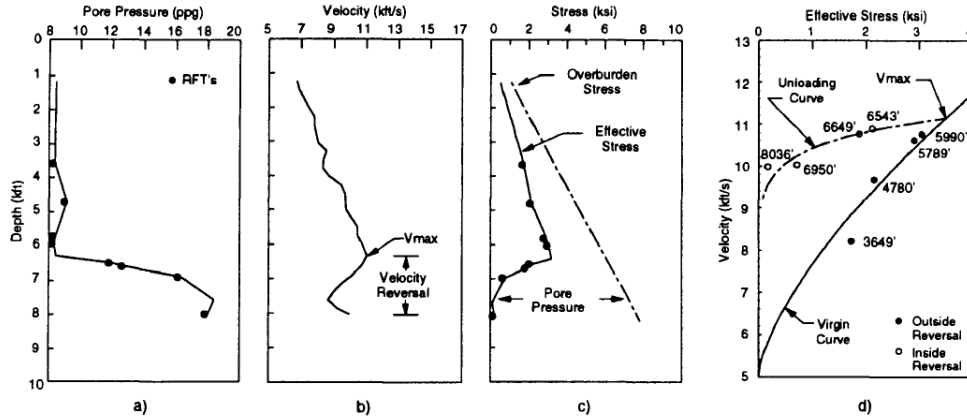 Pore Pressure (ppg)
8 10 12 14 16 18 20
0
1
2
3
4
5
6
7
8
9
10
Depth (kft)
RFT's
a)
Velocity (kft/s)
5 7 9 11 13 15 17
Vmax
Velocity
Reversal
b)
Stress (ksi)
0 2 4 6 8 10
Overburden
Stress
Effective
Stress
Pore
Pressure
c)
Effective Stress (ksi)
0 1 2 3 4
13
12
11
10
9
8
7
6
5
Velocity (kft/s)
Unloading
Curve
Vmax
6543'
6649'
5990'
5789'
8036'
6950'
4780'
3649'
Virgin
Curve
Outside
Reversal
Inside
Reversal
d)